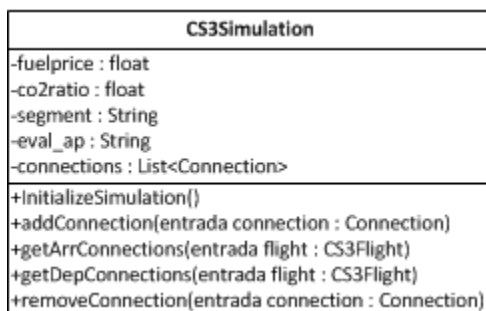 CS3Simulation
-fuelprice : float
-co2ratio : float
-segment : String
-eval_ap : String
-connections : List<Connection>
+InitializeSimulation()
+addConnection(entrada connection : Connection)
+getArrConnections(entrada flight : CS3Flight)
+getDepConnections(entrada flight : CS3Flight)
+removeConnection(entrada connection : Connection)